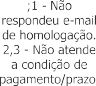 ;1 - Não
respondeu e-mail
de homologação.
2,3 - Não atende
a condição de
pagamento/prazo